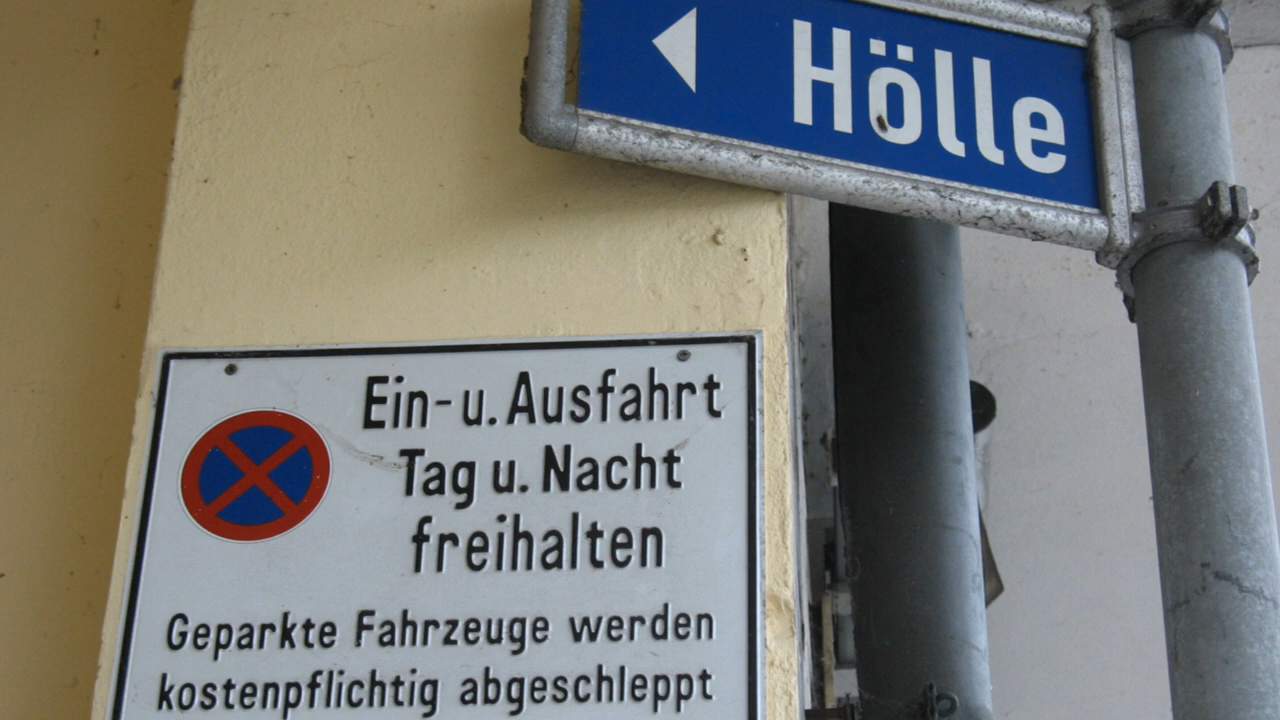 Hölle
Ein- u. Ausfahrt
Tag u. Nacht
freihalten
Geparkte Fahrzeuge werden
kostenpflichtig abgeschleppt